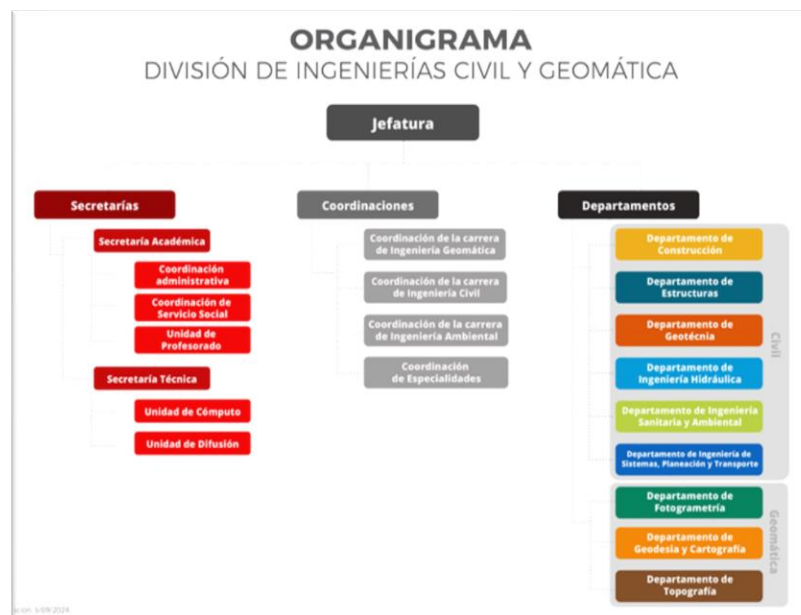 ORGANIGRAMA
DIVISIÓN DE INGENIERÍAS CIVIL Y GEOMÁTICA
Jefatura
Secretarías
Secretaría Académica
Coordinación
administrativa
Coordinación de
Servicio Social
Unidad de
Profesorado
Secretaría Técnica
Unidad de Cómputo
Unidad de Difusión
Coordinaciones
Coordinación de la carrera
de Ingeniería Geomática
Coordinación de la carrera
de Ingeniería Civil
Coordinación de la carrera
de Ingeniería Ambiental
Coordinación
de Especialidades
Departamentos
Departamento de
Construcción
Departamento de
Estructuras
Departamento de
Geotécnia
Departamento de
Ingeniería Hidráulica
Departamento de Ingeniería
Sanitaria y Ambiental
Departamento de Ingeniería de
Sistemas, Planeación y Transporte
Civil
Departamento de
Fotogrametría
Departamento de
Geodesia y Cartografía
Departamento de
Topografía
Geomática